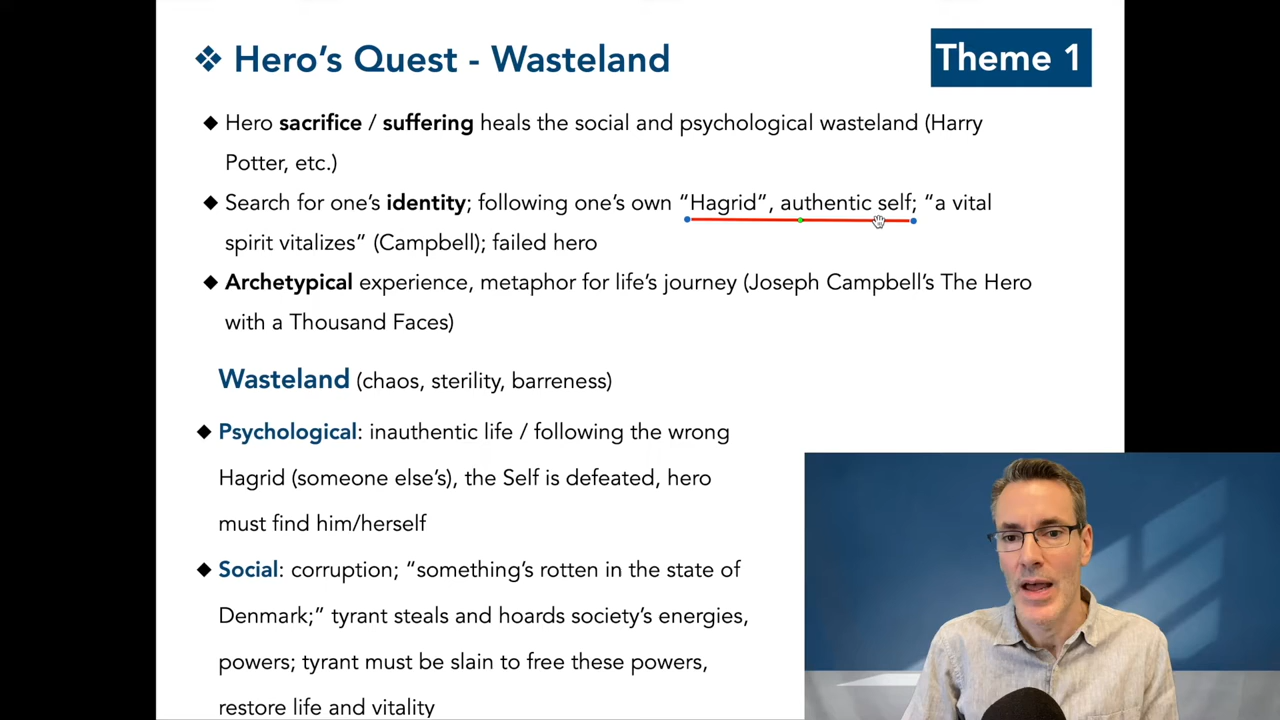 ❖ Hero’s Quest - Wasteland
Theme 1
◆ Hero sacrifice / suffering heals the social and psychological wasteland (Harry
Potter, etc.)
◆ Search for one’s identity; following one’s own “Hagrid”, authentic self; “a vital
spirit vitalizes” (Campbell); failed hero
◆ Archetypical experience, metaphor for life’s journey (Joseph Campbell’s The Hero
with a Thousand Faces)
Wasteland (chaos, sterility, barreness)
◆ Psychological: inauthentic life / following the wrong
Hagrid (someone else’s), the Self is defeated, hero
must find him/herself
◆ Social: corruption; “something’s rotten in the state of
Denmark;” tyrant steals and hoards society’s energies,
powers; tyrant must be slain to free these powers,
restore life and vitality